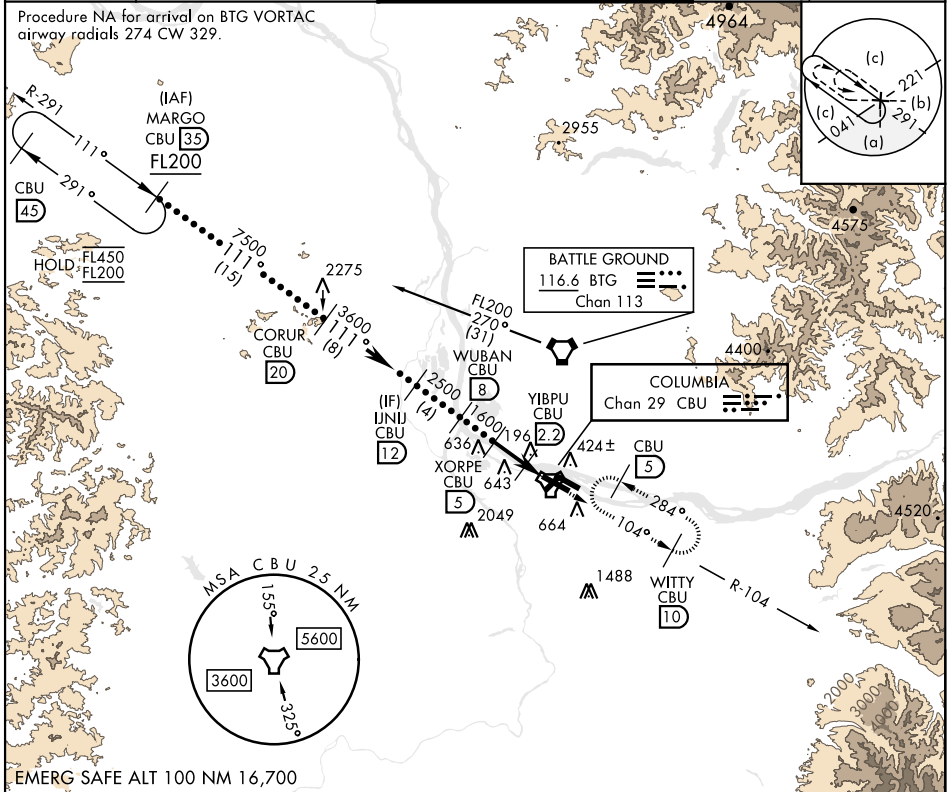 Procedure NA for arrival on BTG VORTAC
airway radials 274 CW 329.
4964
(c)
221
(b)
291
(c)
041
(a)
R-291
111°
291°
(IAF)
MARGO
CBU 35
FL200
2955
CBU
45
HOLD FL450
FL200
4575
7500
111°
(15)
2275
BATTLE GROUND
116.6 BTG
Chan 113
FL200
270°
(31)
3600
111°
(8)
CORUR
CBU
20
WUBAN
CBU
8
4400
COLUMBIA
Chan 29 CBU
(IF)
IJNIJ
CBU
12
2500
(4)
1600
YIBPU
CBU
2.2
196
636
643
424±
CBU
5
XORPE
CBU
5
664
2049
284°
104°
4520
1488
WITTY
CBU
10
R-104
MSA CBU 25 NM
155°
5600
3600
325°
2000
3000
4000
EMERG SAFE ALT 100 NM 16,700